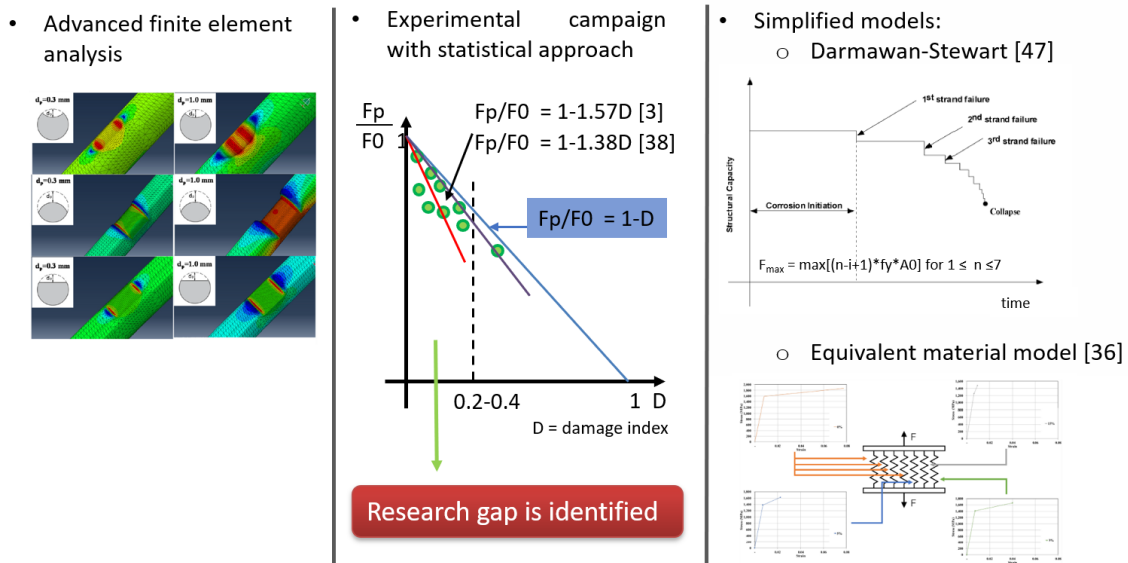 • Advanced finite element
analysis
dp=0.3 mm
dp=1.0 mm
dp=0.3 mm
dp=1.0 mm
dp=0.3 mm
dp=1.0 mm
• Experimental campaign
with statistical approach
Fp
F0
1
Fp/F0 = 1-1.57D [3]
Fp/F0 = 1-1.38D [38]
Fp/F0 = 1-D
0.2-0.4
1 D
D = damage index
Research gap is identified
• Simplified models:
o Darmawan-Stewart [47]
1st strand failure
2nd strand failure
3rd strand failure
Structural Capacity
Corrosion Initiation
Collapse
Fmax = max[(n-i+1)*fy*A0] for 1 ≤ n ≤7
time
o Equivalent material model [36]
F
F